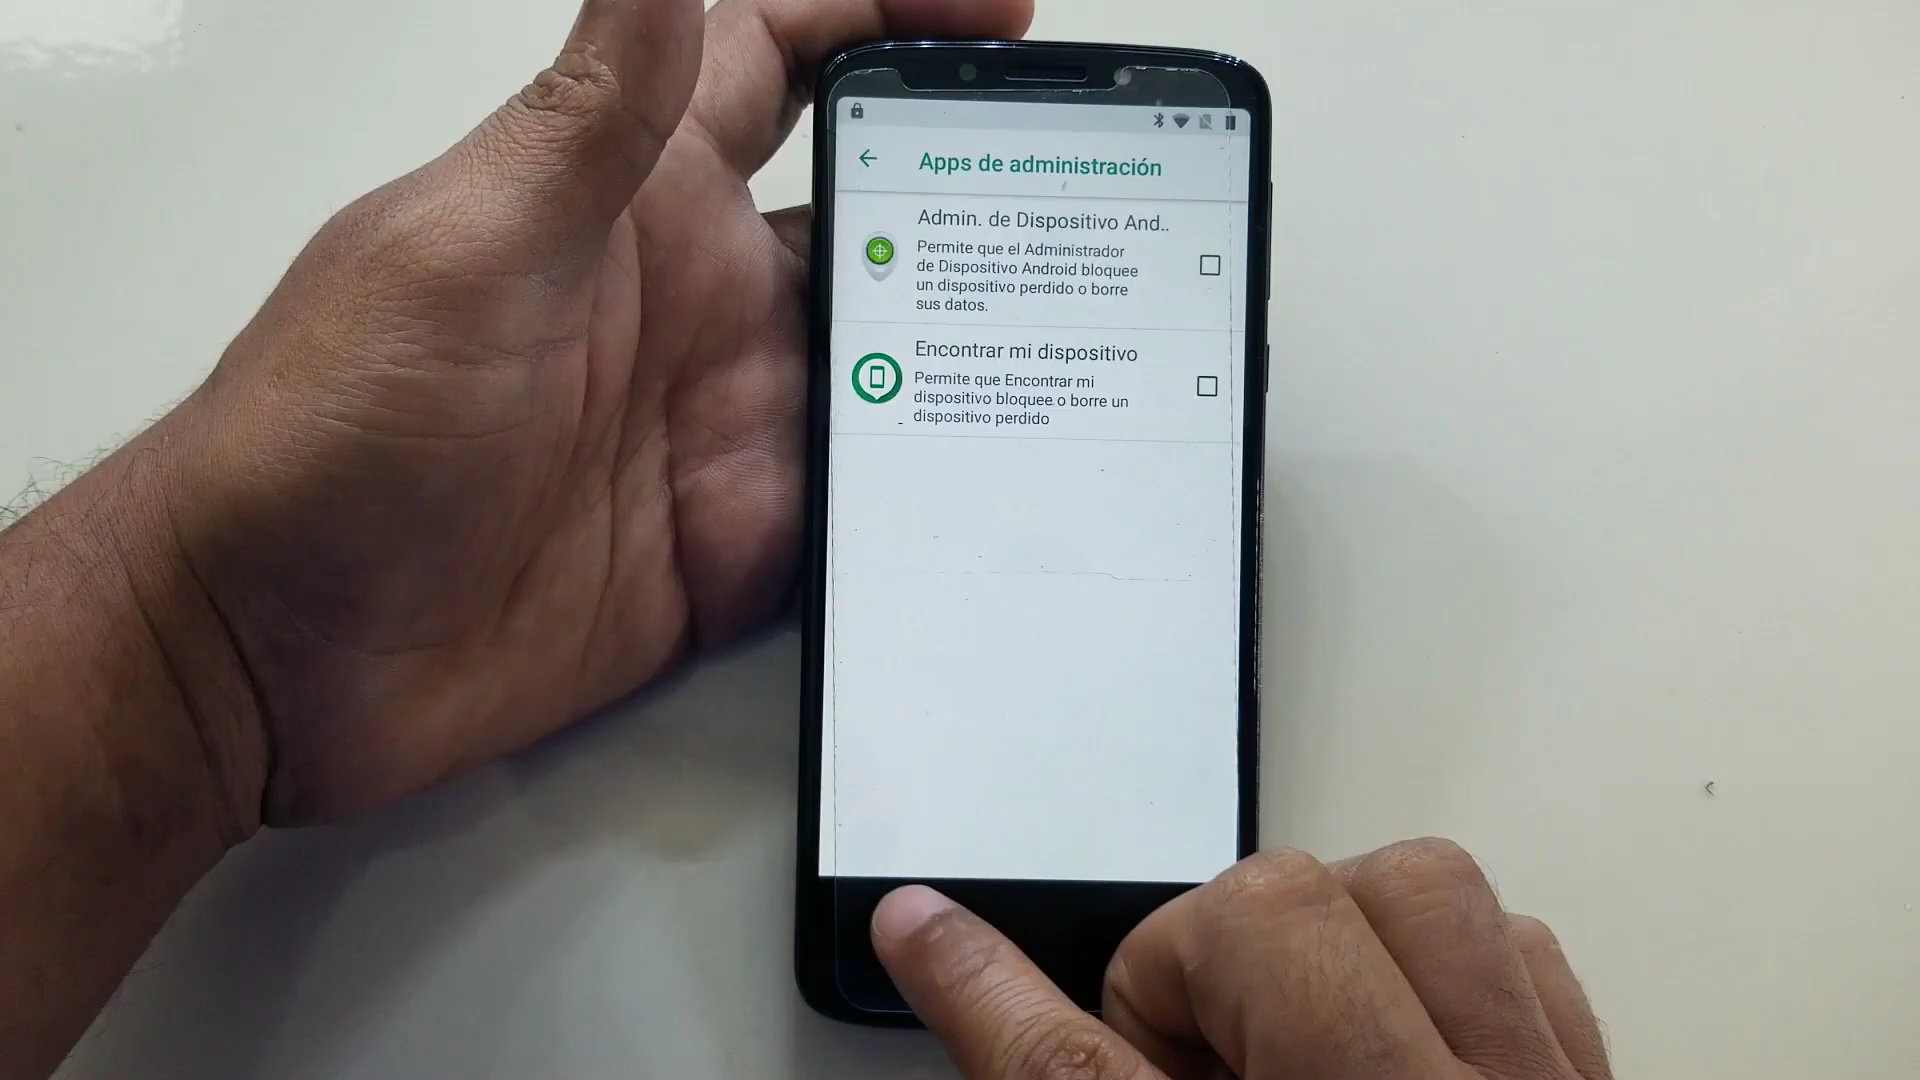 Apps de administración
Admin. de Dispositivo And..
Permite que el Administrador
de Dispositivo Android bloquee
un dispositivo perdido o borre
sus datos.
Encontrar mi dispositivo
Permite que Encontrar mi
dispositivo bloquee o borre un
dispositivo perdido